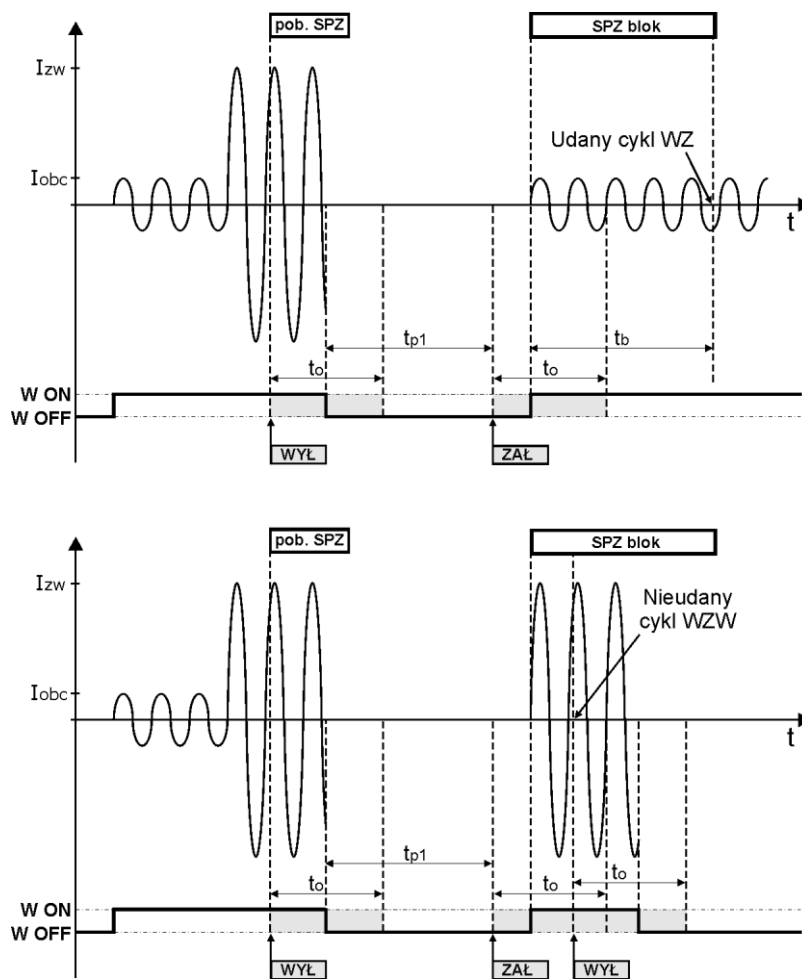 pob. SPZ
SPZ blok
Izw
Udany cykl WZ
Iobc
t
tp1
tb
to
to
W ON
W OFF
WYŁ
ZAŁ
pob. SPZ
SPZ blok
Izw
Nieudany
cykl WZW
Iobc
t
tp1
to
to
to
W ON
W OFF
WYŁ
ZAŁ
WYŁ